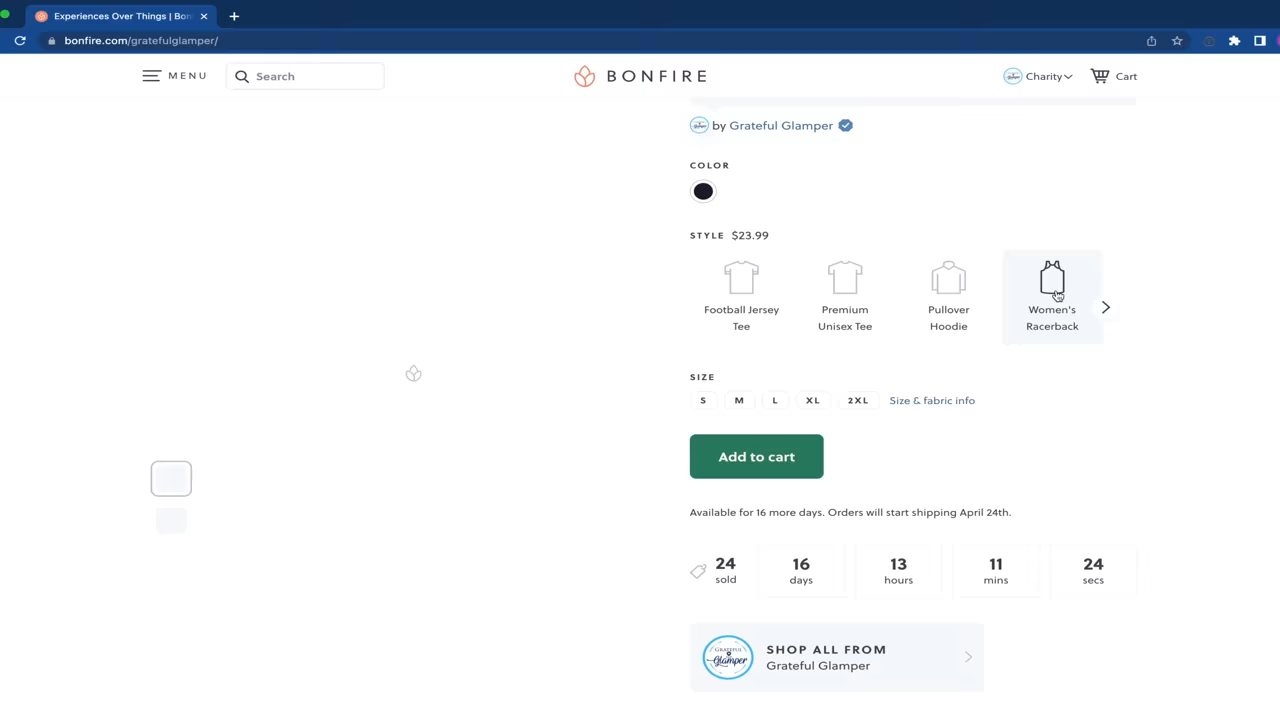 Experiences Over Things | Bon
bonfire.com/gratefulglamper/
MENU
Search
BONFIRE
Charity
Cart
by Grateful Glamper
COLOR
STYLE $23.99
Football Jersey
Tee
Premium
Unisex Tee
Pullover
Hoodie
Women's
Racerback
SIZE
S M L XL 2XL Size & fabric info
Add to cart
Available for 16 more days. Orders will start shipping April 24th.
24
sold
16
days
13
hours
11
mins
24
secs
GRATEFUL
Glamper
SHOP ALL FROM
Grateful Glamper